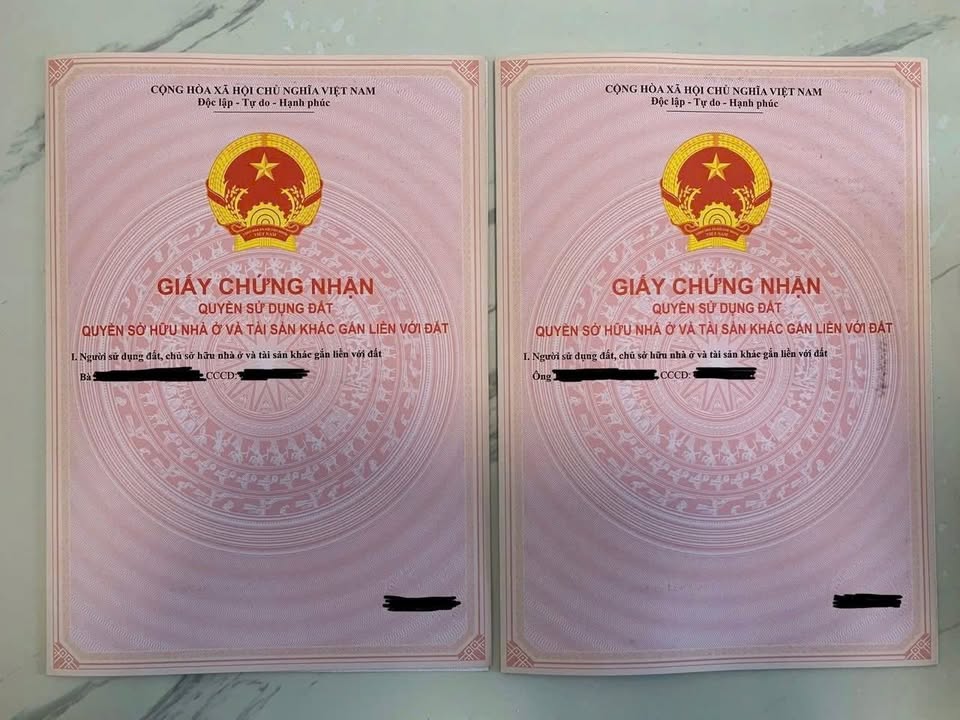 CỘNG HÒA XÃ HỘI CHỦ NGHĨA VIỆT NAM
Độc lập - Tự do - Hạnh phúc
VIỆT NAM
GIẤY CHỨNG NHẬN
QUYỀN SỬ DỤNG ĐẤT
QUYỀN SỞ HỮU NHÀ Ở VÀ TÀI SẢN KHÁC GẮN LIỀN VỚI ĐẤT
I. Người sử dụng đất, chủ sở hữu nhà ở và tài sản khác gắn liền với đất
Bà , CCCD:
CỘNG HÒA XÃ HỘI CHỦ NGHĨA VIỆT NAM
Độc lập - Tự do - Hạnh phúc
VIỆT NAM
GIẤY CHỨNG NHẬN
QUYỀN SỬ DỤNG ĐẤT
QUYỀN SỞ HỮU NHÀ Ở VÀ TÀI SẢN KHÁC GẮN LIỀN VỚI ĐẤT
I. Người sử dụng đất, chủ sở hữu nhà ở và tài sản khác gắn liền với đất
Ông , CCCD: